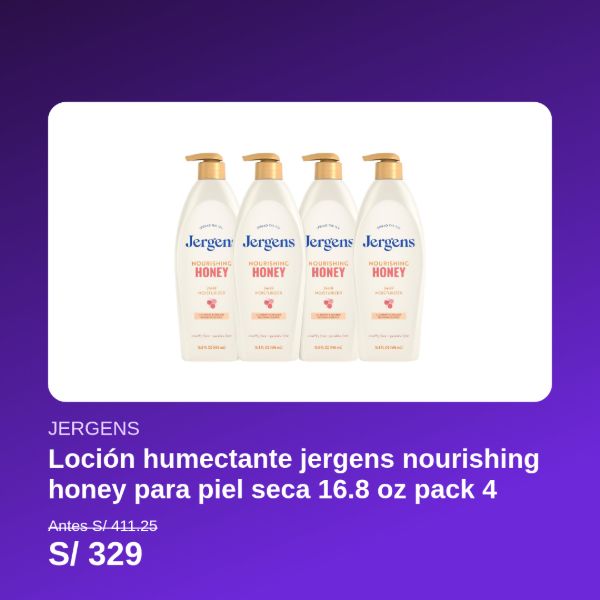 Jergens Jergens Jergens Jergens
NOURISHING NOURISHING NOURISHING NOURISHING
HONEY HONEY HONEY HONEY
JERGENS
Loción humectante jergens nourishing
honey para piel seca 16.8 oz pack 4
Antes S/ 411.25
S/ 329